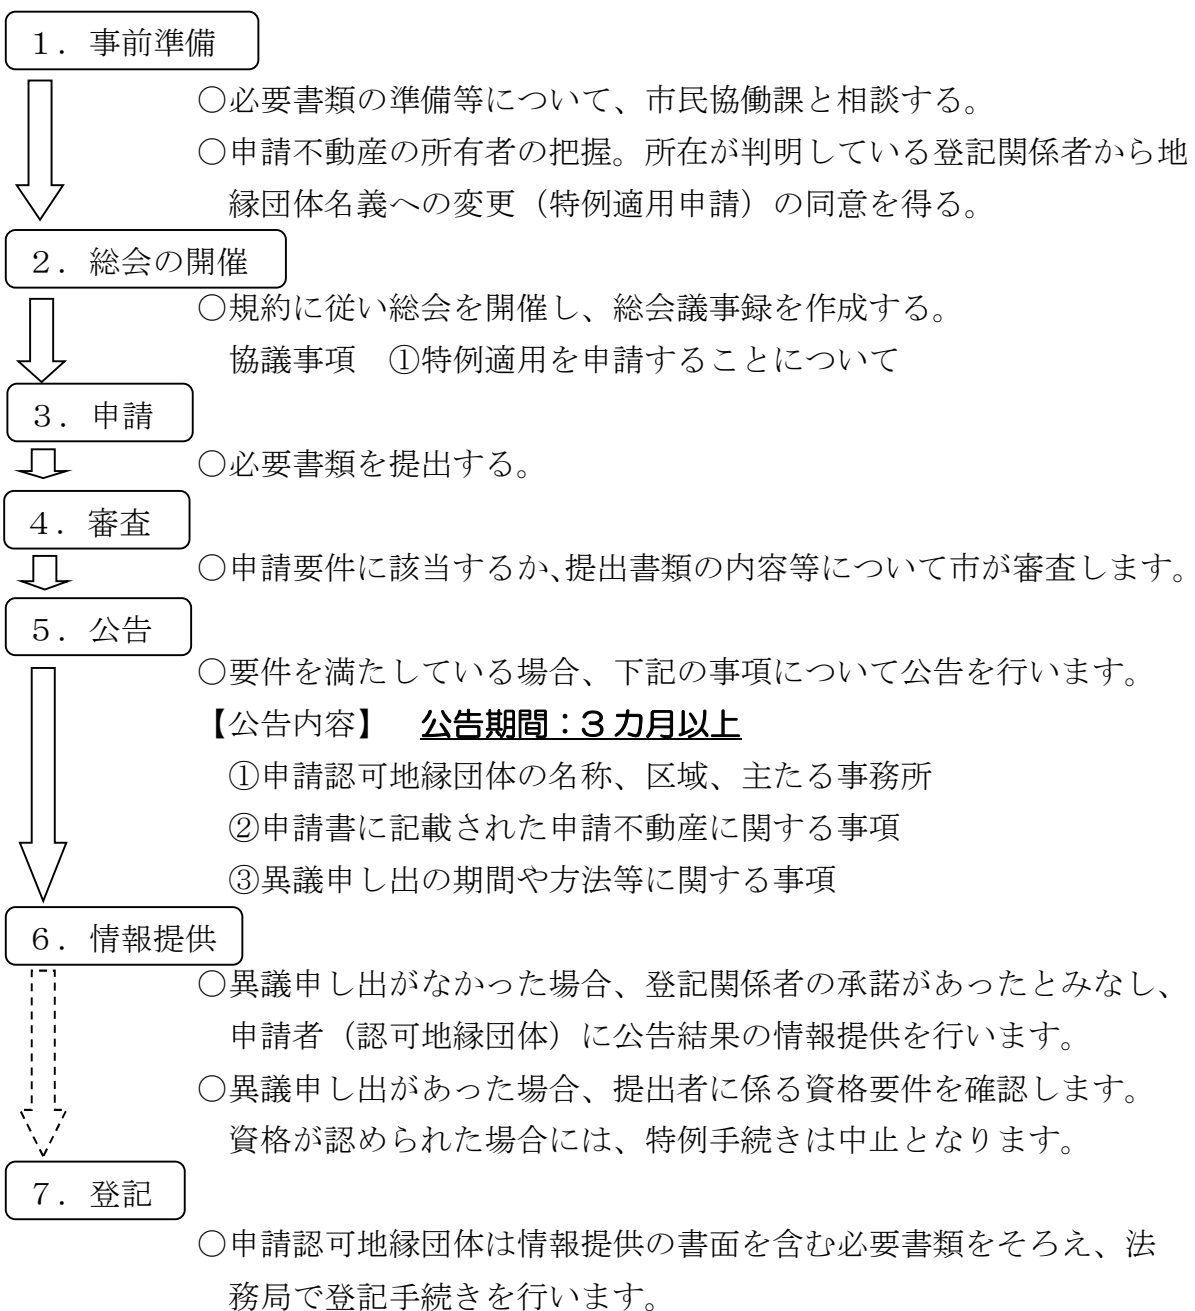 １．事前準備
○必要書類の準備等について、市民協働課と相談する。
○申請不動産の所有者の把握。所在が判明している登記関係者から地
縁団体名義への変更（特例適用申請）の同意を得る。
２．総会の開催
○規約に従い総会を開催し、総会議事録を作成する。
協議事項　①特例適用を申請することについて
３．申請
○必要書類を提出する。
４．審査
○申請要件に該当するか、提出書類の内容等について市が審査します。
５．公告
○要件を満たしている場合、下記の事項について公告を行います。
【公告内容】　公告期間：３カ月以上
①申請認可地縁団体の名称、区域、主たる事務所
②申請書に記載された申請不動産に関する事項
③異議申し出の期間や方法等に関する事項
６．情報提供
○異議申し出がなかった場合、登記関係者の承諾があったとみなし、
申請者（認可地縁団体）に公告結果の情報提供を行います。
○異議申し出があった場合、提出者に係る資格要件を確認します。
資格が認められた場合には、特例手続きは中止となります。
７．登記
○申請認可地縁団体は情報提供の書面を含む必要書類をそろえ、法
務局で登記手続きを行います。